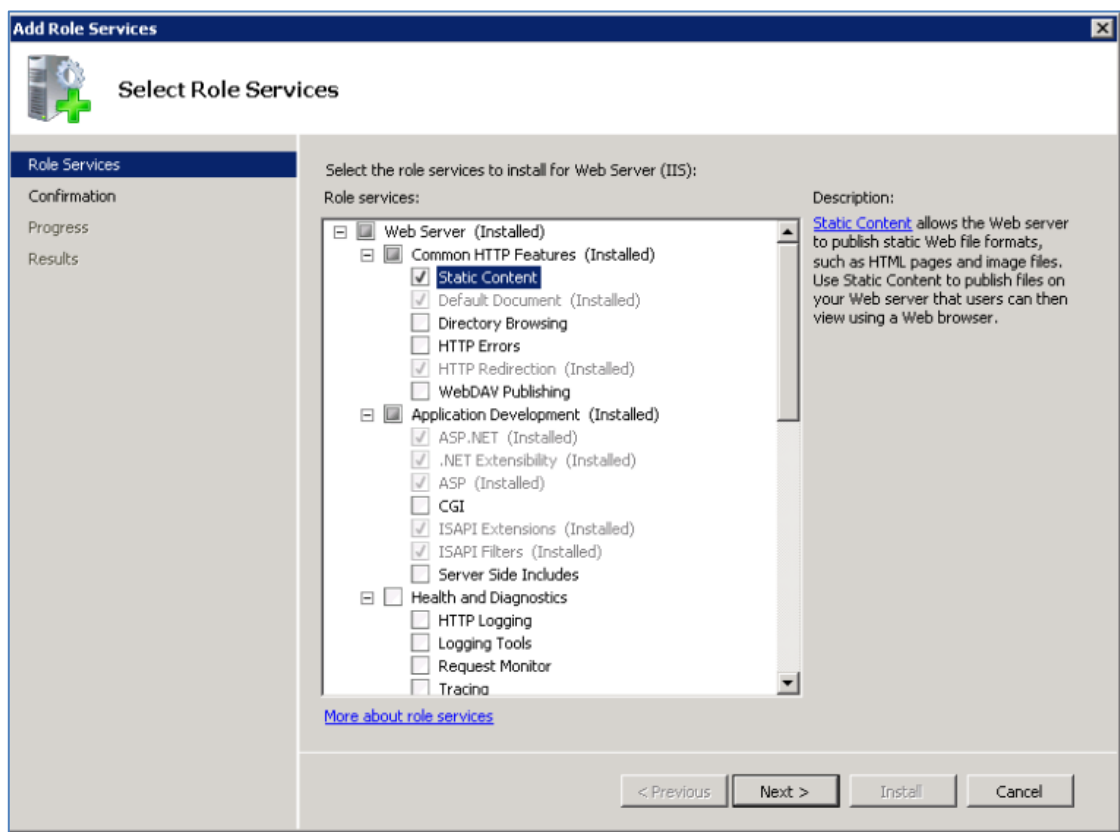 Add Role Services
Select Role Services
Role Services
Confirmation
Progress
Results
Select the role services to install for Web Server (IIS):
Role services:
Web Server (Installed)
Common HTTP Features (Installed)
Static Content
Default Document (Installed)
Directory Browsing
HTTP Errors
HTTP Redirection (Installed)
WebDAV Publishing
Application Development (Installed)
ASP.NET (Installed)
.NET Extensibility (Installed)
ASP (Installed)
CGI
ISAPI Extensions (Installed)
ISAPI Filters (Installed)
Server Side Includes
Health and Diagnostics
HTTP Logging
Logging Tools
Request Monitor
Tracing
More about role services
Description:
Static Content allows the Web server
to publish static Web file formats,
such as HTML pages and image files.
Use Static Content to publish files on
your Web server that users can then
view using a Web browser.
< Previous
Next >
Install
Cancel